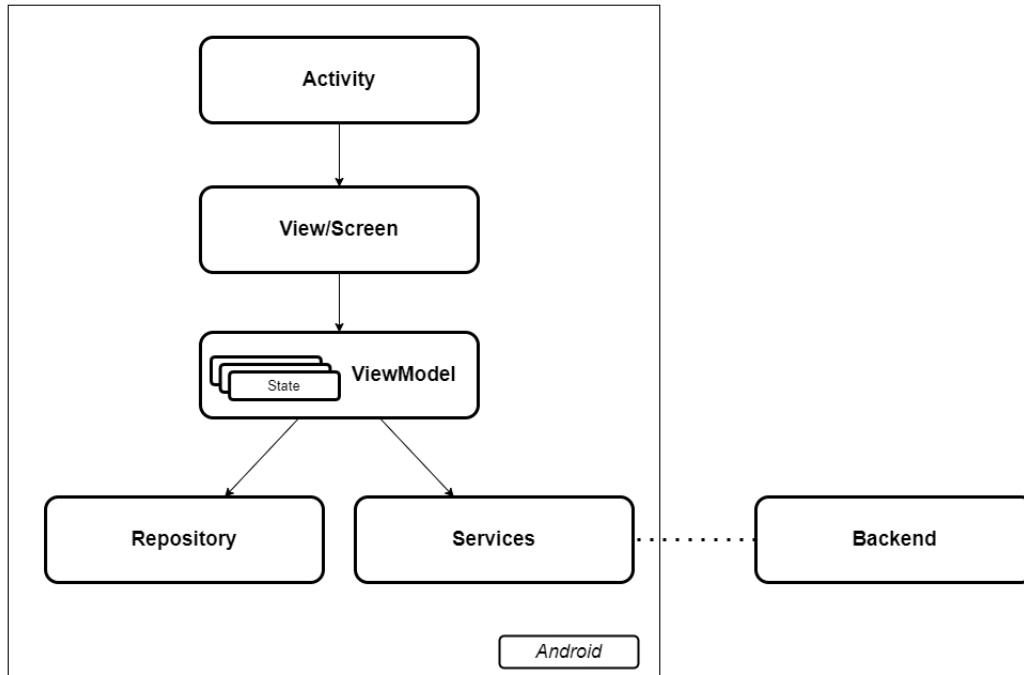 Activity
View/Screen
ViewModel
State
Repository
Services
Backend
Android